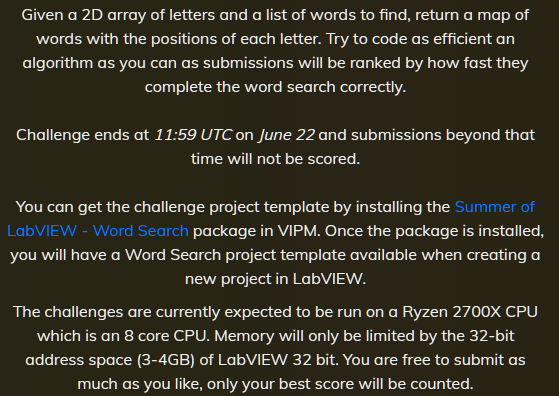 Given a 2D array of letters and a list of words to find, return a map of
words with the positions of each letter. Try to code as efficient an
algorithm as you can as submissions will be ranked by how fast they
complete the word search correctly.
Challenge ends at 11:59 UTC on June 22 and submissions beyond that
time will not be scored.
You can get the challenge project template by installing the Summer of
LabVIEW - Word Search package in VIPM. Once the package is installed,
you will have a Word Search project template available when creating a
new project in LabVIEW.
The challenges are currently expected to be run on a Ryzen 2700X CPU
which is an 8 core CPU. Memory will only be limited by the 32-bit
address space (3-4GB) of LabVIEW 32 bit. You are free to submit as
much as you like, only your best score will be counted.